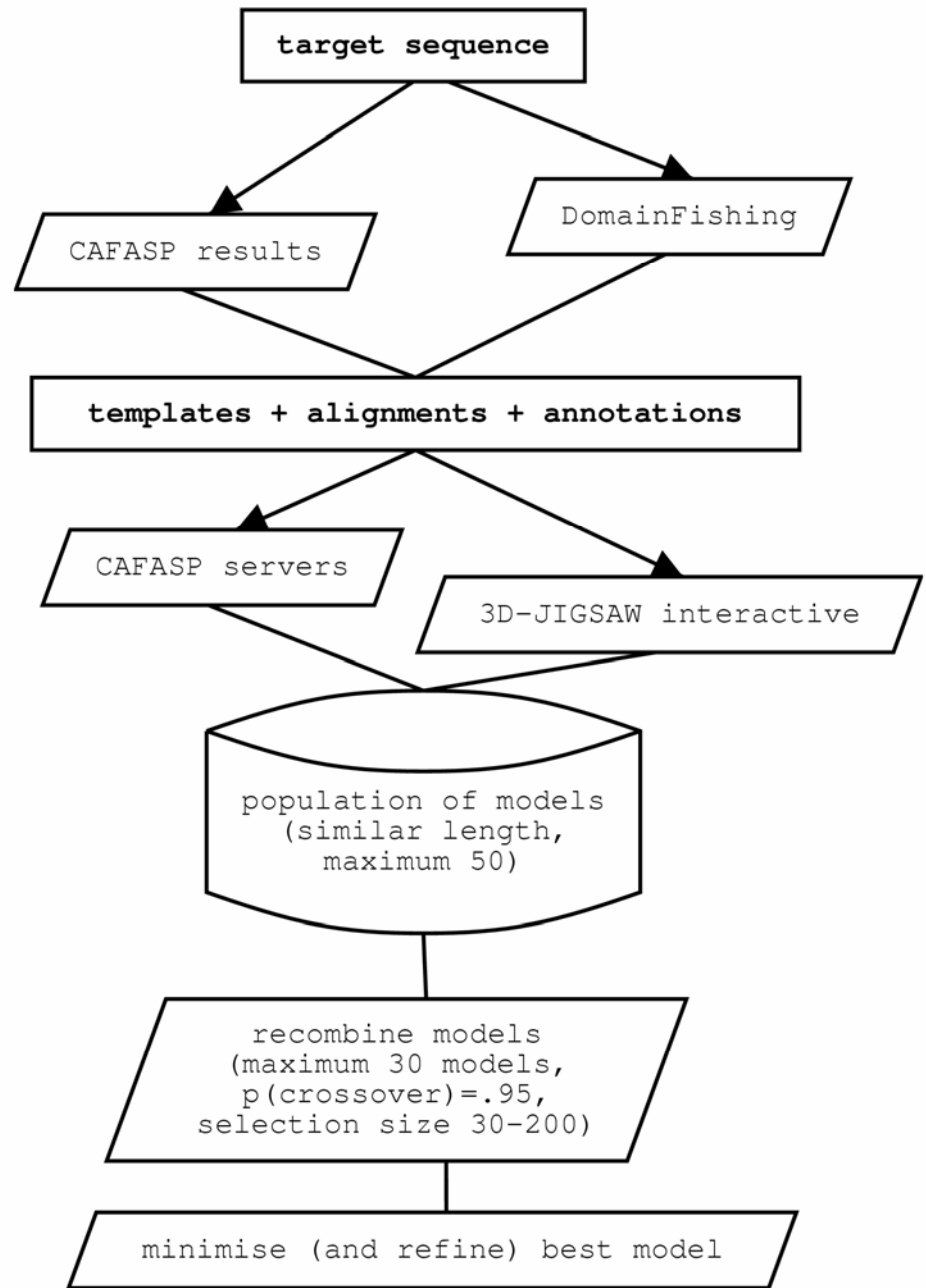 target sequence
CAFASP results
DomainFishing
templates + alignments + annotations
CAFASP servers
3D-JIGSAW interactive
population of models
(similar length,
maximum 50)
recombine models
(maximum 30 models,
p(crossover)=.95,
selection size 30-200)
minimise (and refine) best model